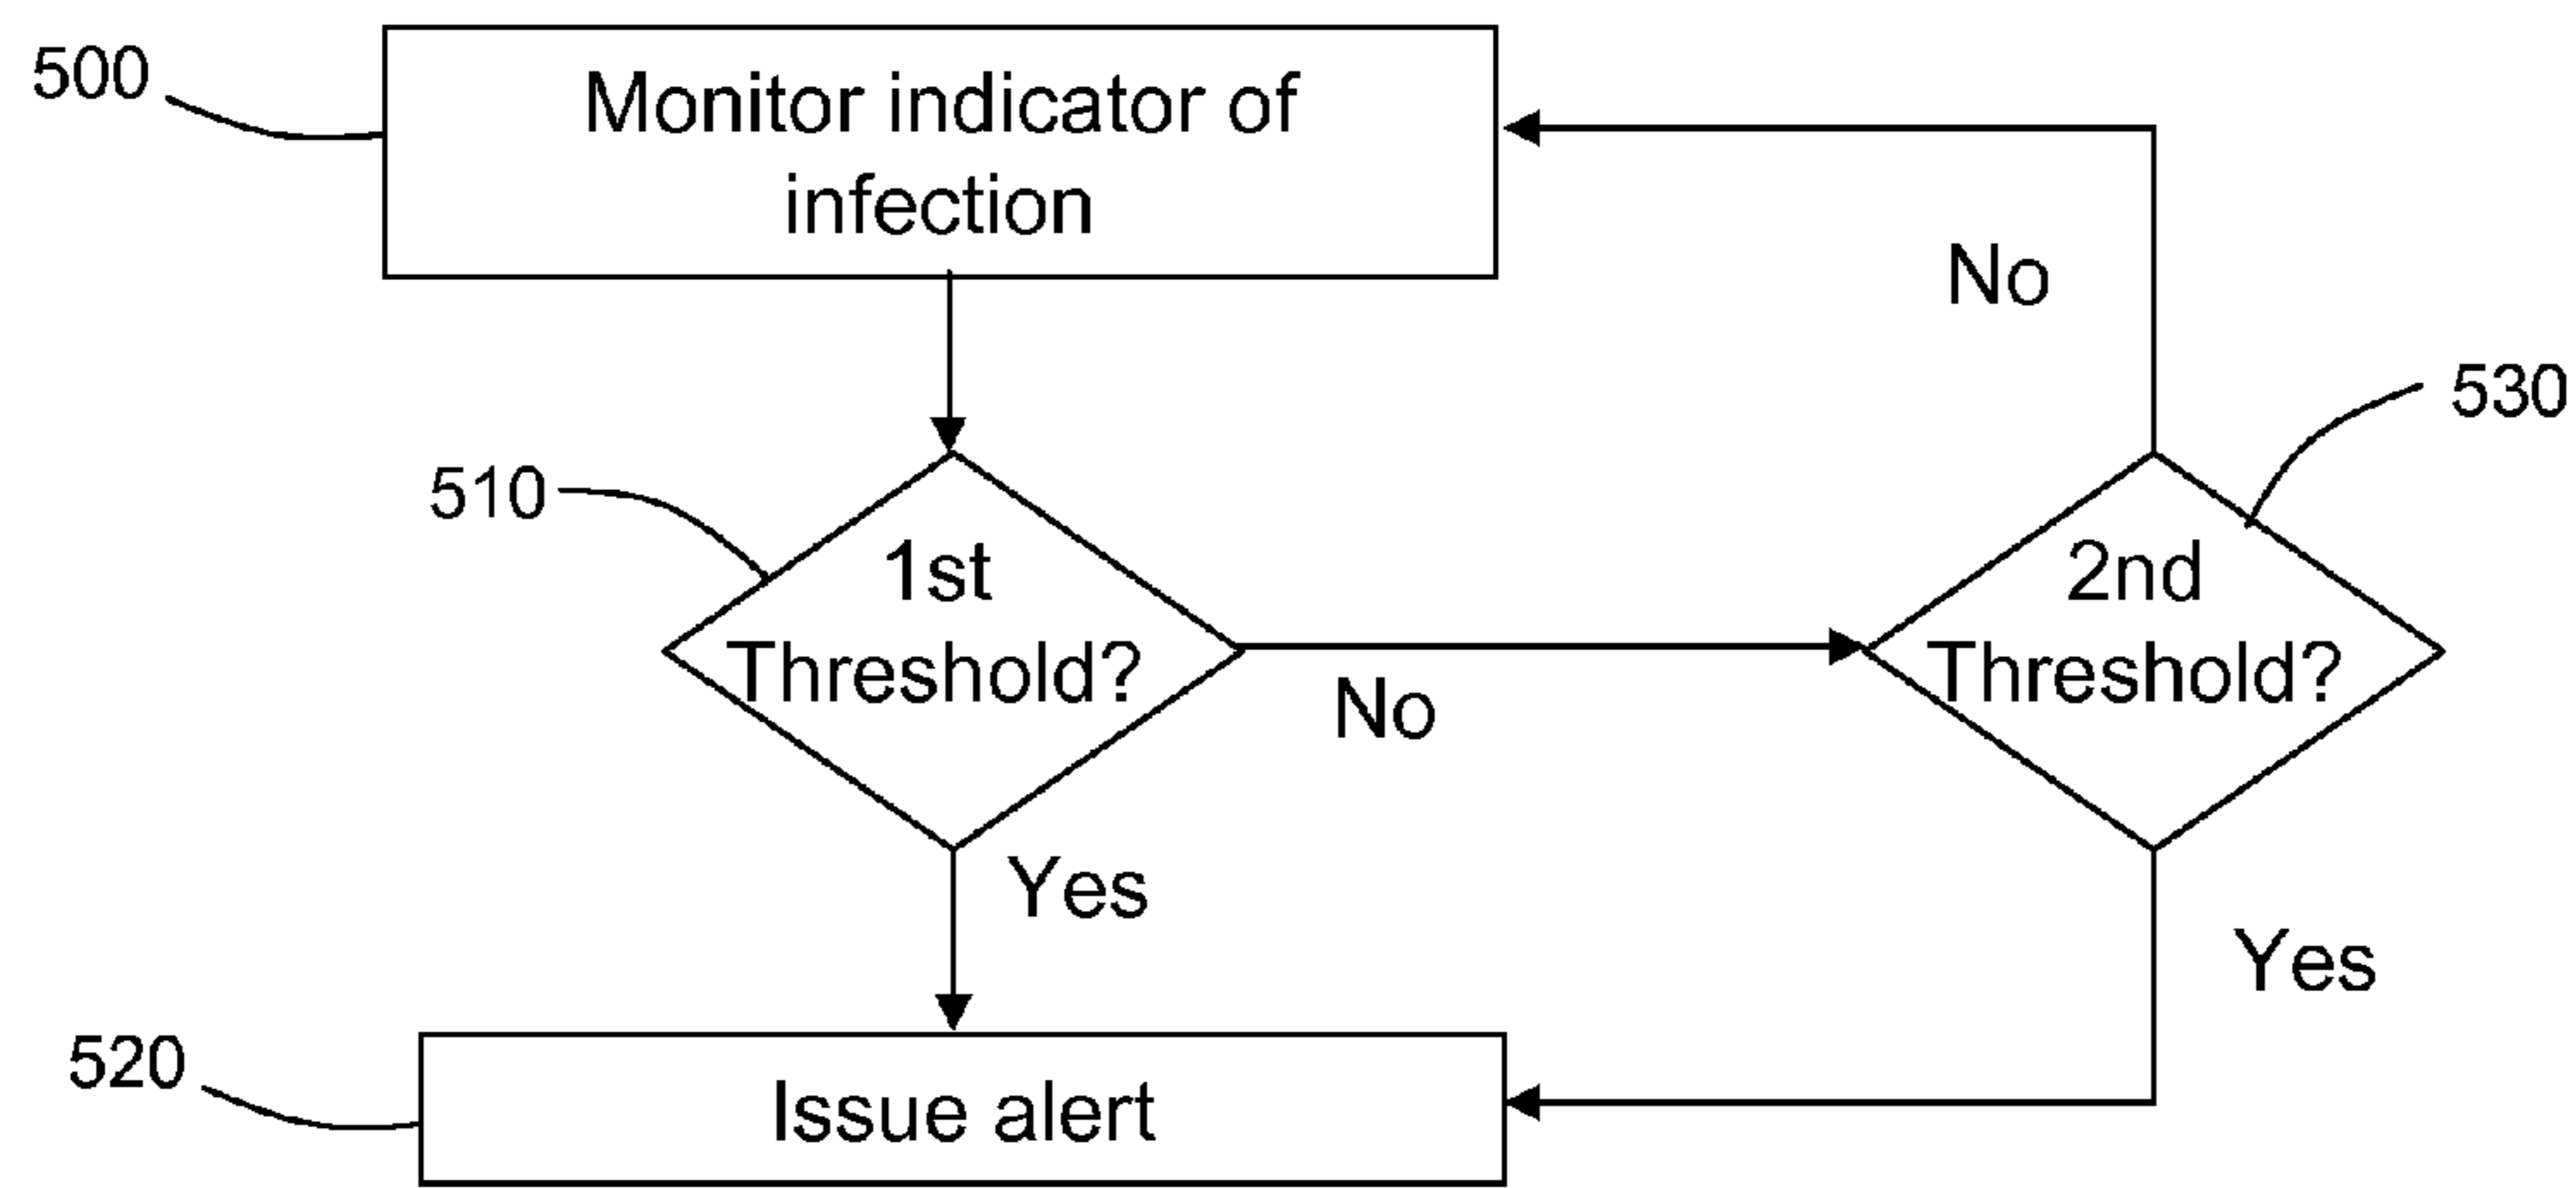 500
Monitor indicator of
infection
No
530
510
1st
Threshold?
No
2nd
Threshold?
Yes
Yes
520
Issue alert